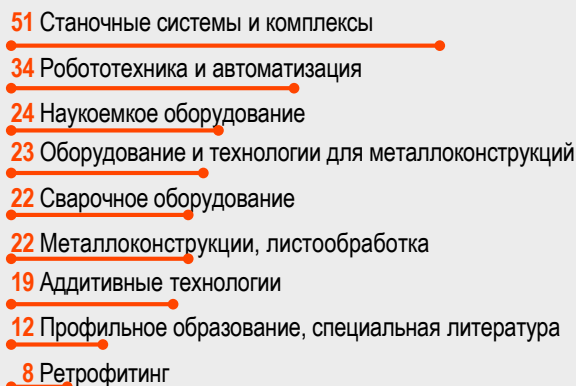 51 Станочные системы и комплексы
34 Робототехника и автоматизация
24 Наукоемкое оборудование
23 Оборудование и технологии для металлоконструкций
22 Сварочное оборудование
22 Металлоконструкции, листообработка
19 Аддитивные технологии
12 Профильное образование, специальная литература
8 Ретрофитинг